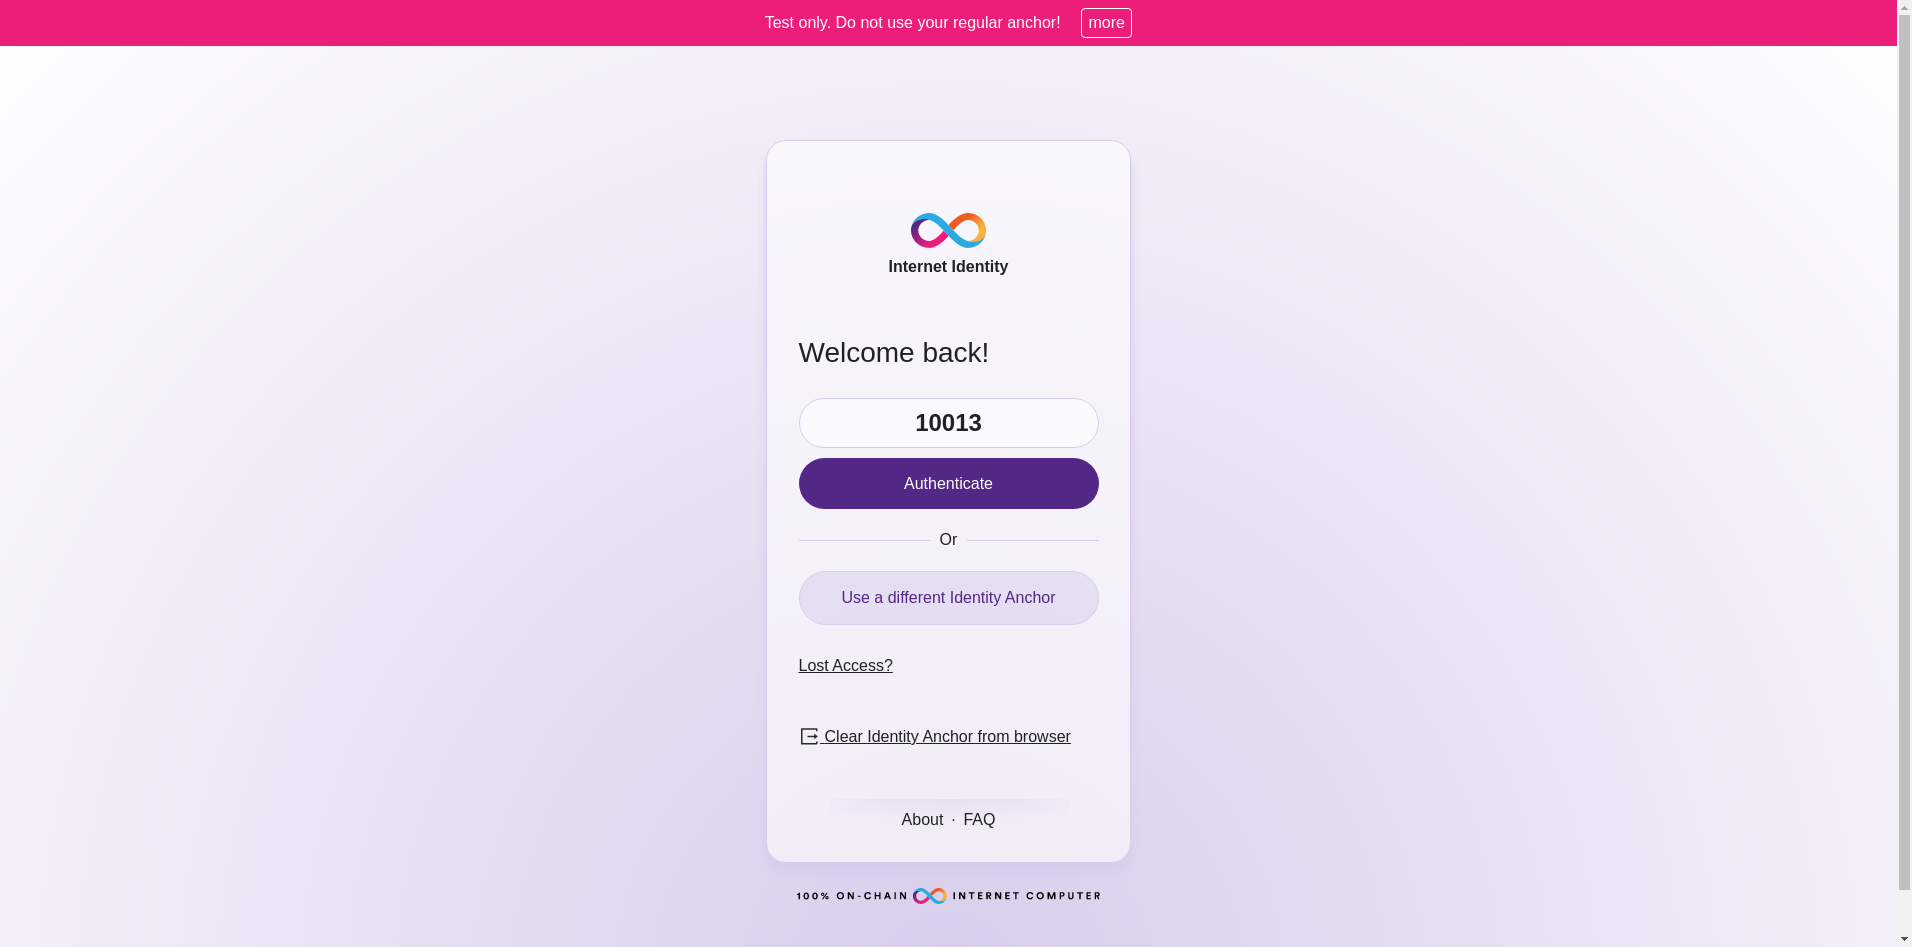 Test only. Do not use your regular anchor! more
Internet Identity
Welcome back!
10013
Authenticate
Or
Use a different Identity Anchor
Lost Access?
Clear Identity Anchor from browser
About · FAQ
100% ON-CHAIN INTERNET COMPUTER